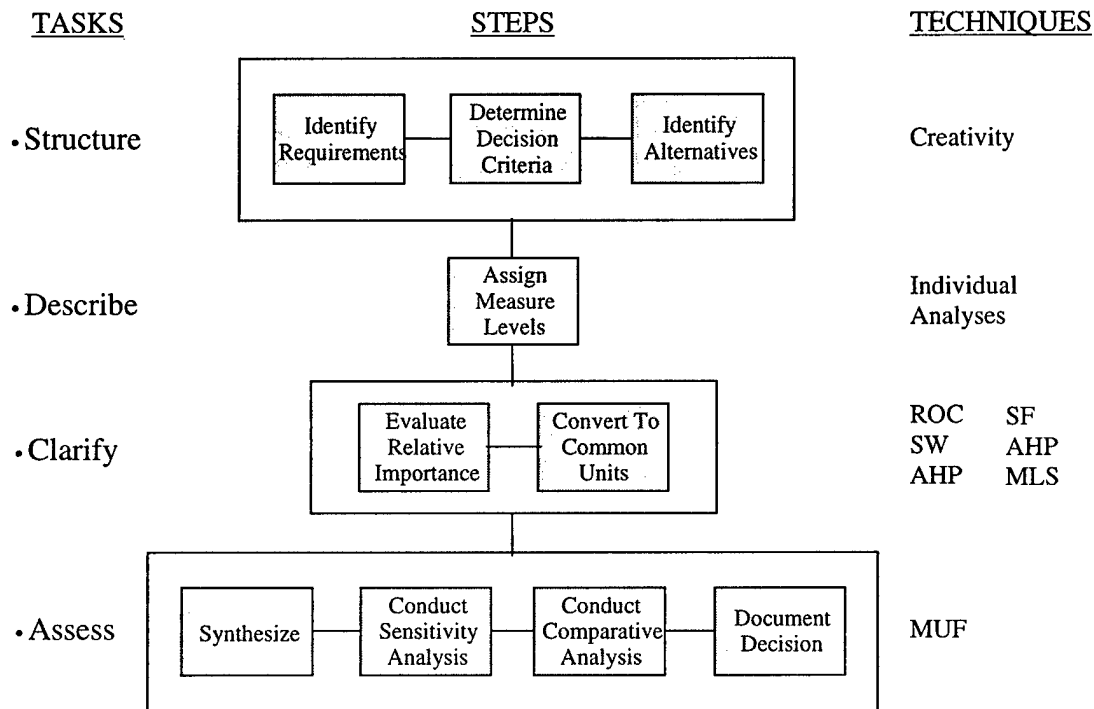 TASKS
STEPS
TECHNIQUES
• Structure
Identify
Requirements
Determine
Decision
Criteria
Identify
Alternatives
Creativity
• Describe
Assign
Measure
Levels
Individual
Analyses
• Clarify
Evaluate
Relative
Importance
Convert To
Common
Units
ROC SF
SW AHP
AHP MLS
• Assess
Synthesize
Conduct
Sensitivity
Analysis
Conduct
Comparative
Analysis
Document
Decision
MUF